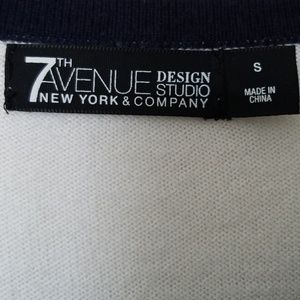 7TH AVENUE DESIGN STUDIO
NEW YORK & COMPANY
S
MADE IN
CHINA